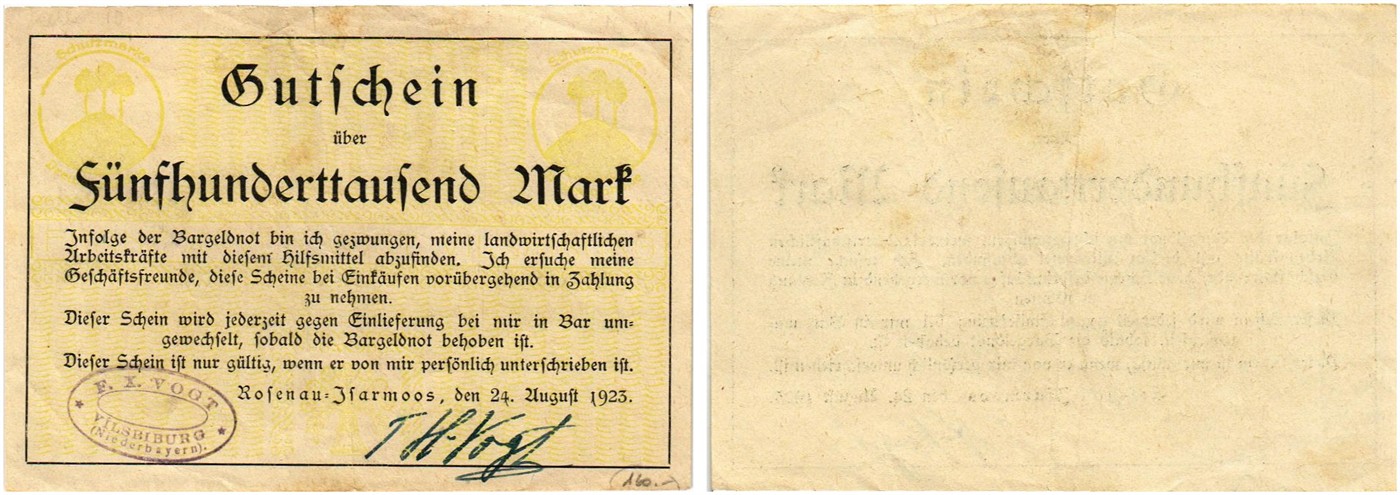 Schutzmarke
Schutzmarke
Gutschein
über
Fünfhunderttausend Mark
Infolge der Bargeldnot bin ich gezwungen, meine landwirtschaftlichen
Arbeitskräfte mit diesem Hilfsmittel abzufinden. Ich ersuche meine
Geschäftsfreunde, diese Scheine bei Einkäufen vorübergehend in Zahlung
zu nehmen.
Dieser Schein wird jederzeit gegen Einlieferung bei mir in Bar um-
gewechselt, sobald die Bargeldnot behoben ist.
Dieser Schein ist nur gültig, wenn er von mir persönlich unterschrieben ist.
Rosenau-Isarmoos, den 24. August 1923.
F. X. VOGT
VILSBIBURG
(Niederbayern).
Vogt
160.-